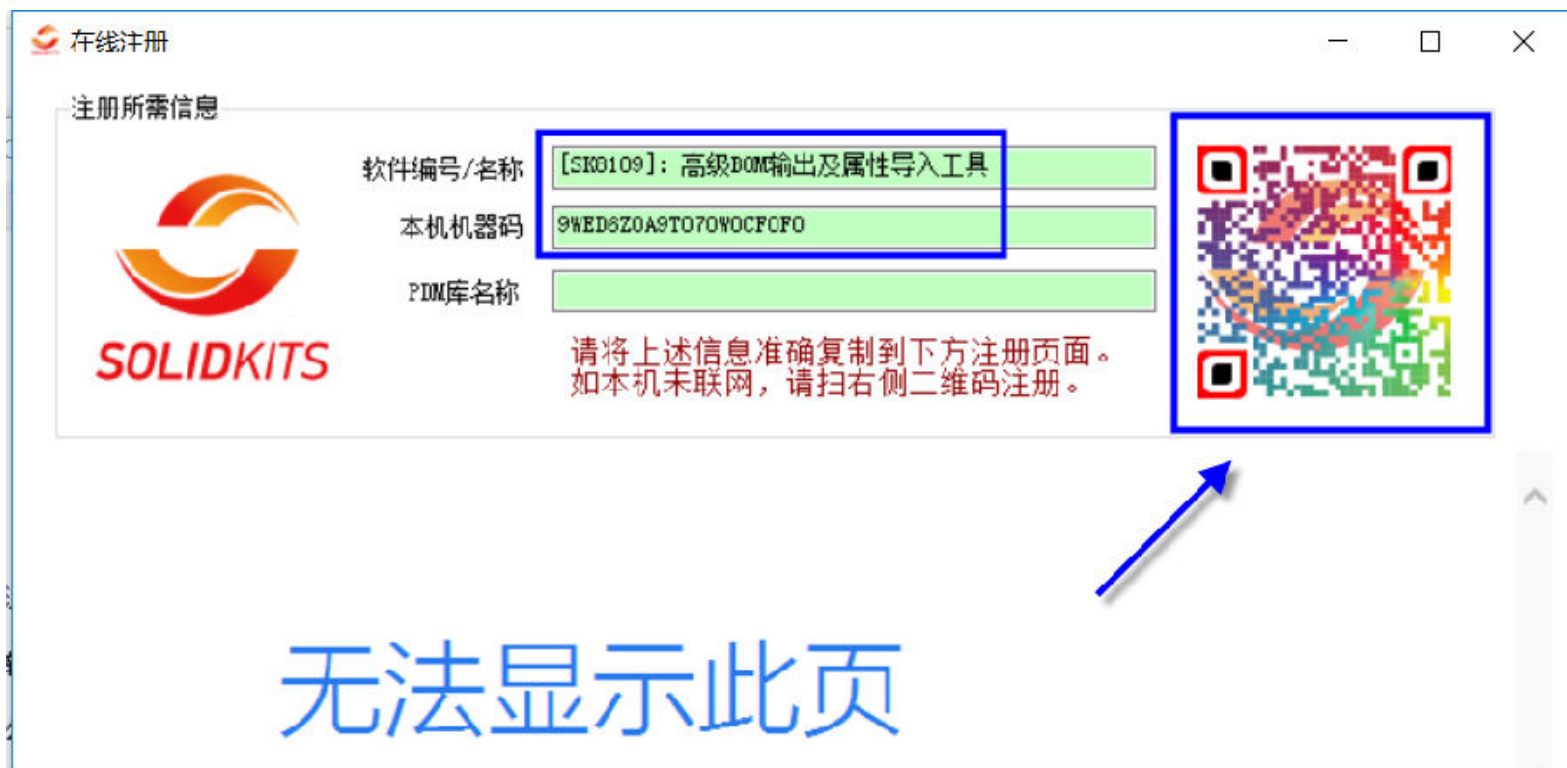 在线注册
注册所需信息
软件编号/名称
[SK0109]: 高级BOM输出及属性导入工具
本机机器码
9WED6Z0A9T070W0CF0F0
PDM库名称
请将上述信息准确复制到下方注册页面。
如本机未联网，请扫右侧二维码注册。
SOLIDKITS
无法显示此页